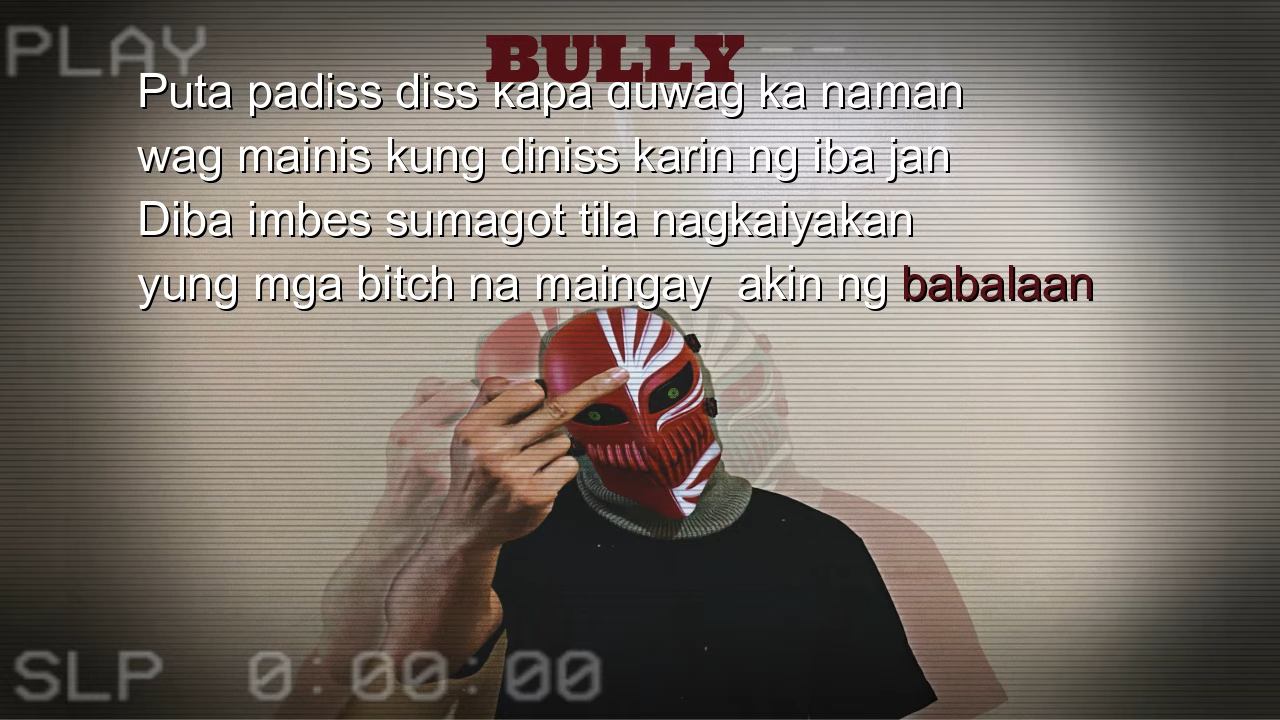 PLAY
BULLY
Puta padiss diss kapa duwag ka naman
wag mainis kung diniss karin ng iba jan
Diba imbes sumagot tila nagkaiyakan
yung mga bitch na maingay akin ng babalaan
SLP 0:00:00